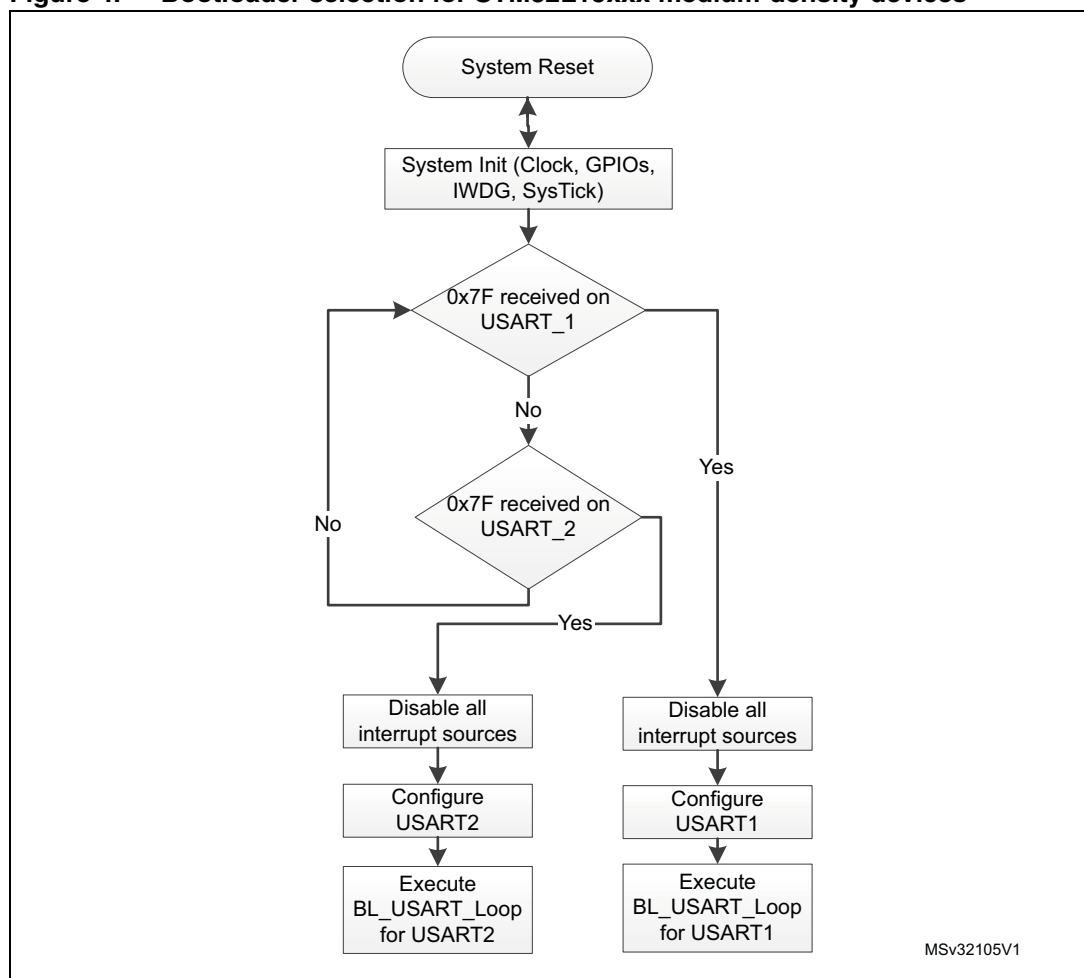 System Reset
System Init (Clock, GPIOs,
IWDG, SysTick)
0x7F received on
USART_1
No
Yes
0x7F received on
USART_2
No
Yes
Disable all
interrupt sources
Disable all
interrupt sources
Configure
USART2
Configure
USART1
Execute
BL_USART_Loop
for USART2
Execute
BL_USART_Loop
for USART1
MSv32105V1